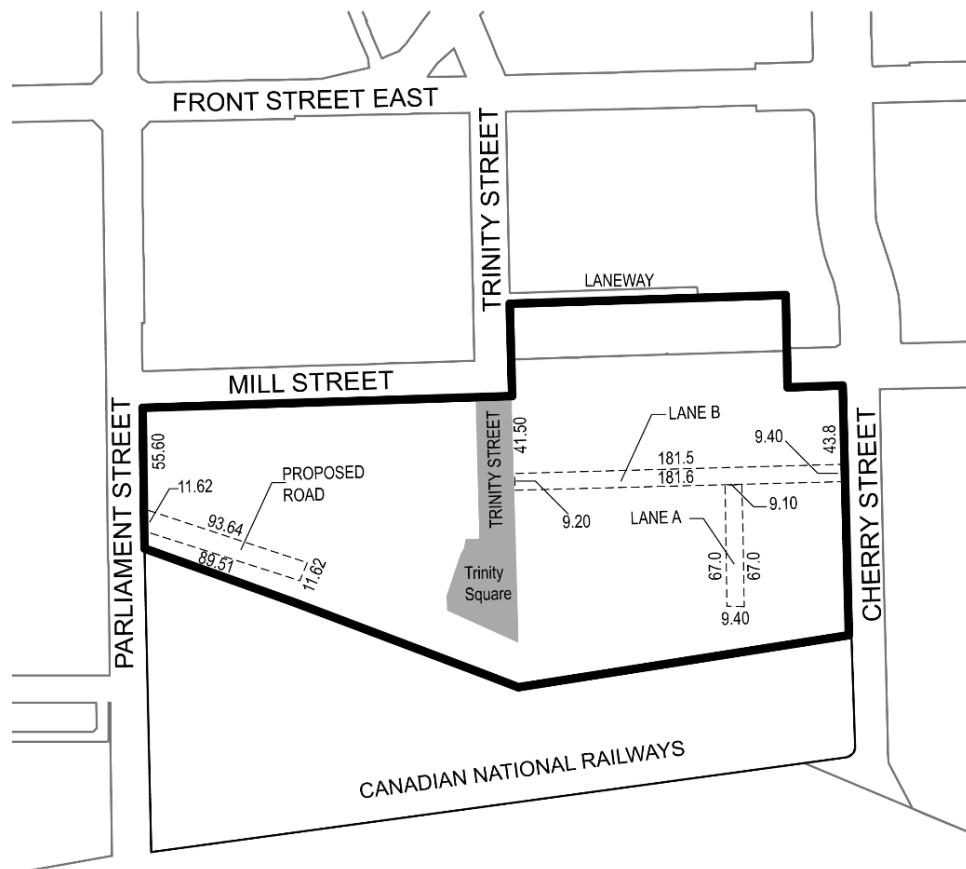 FRONT STREET EAST
TRINITY STREET
LANEWAY
MILL STREET
PARLIAMENT STREET
55.60
11.62
PROPOSED
ROAD
93.64
89.51
11.62
TRINITY STREET
Trinity
Square
41.50
LANE B
9.40
43.8
181.5
181.6
9.20
9.10
LANE A
67.0
67.0
9.40
CHERRY STREET
CANADIAN NATIONAL RAILWAYS